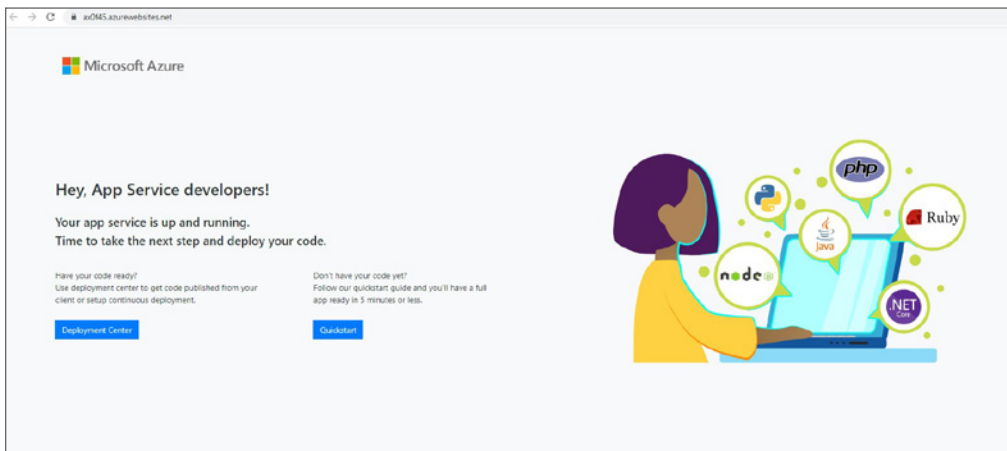 ax0f45.azurewebsites.net
Microsoft Azure
Hey, App Service developers!
Your app service is up and running.
Time to take the next step and deploy your code.
Have your code ready?
Use deployment center to get code published from your
client or setup continuous deployment.
Deployment Center
Don't have your code yet?
Follow our quickstart guide and you'll have a full
app ready in 5 minutes or less.
Quickstart
php
Ruby
Java
node
.NET
Core